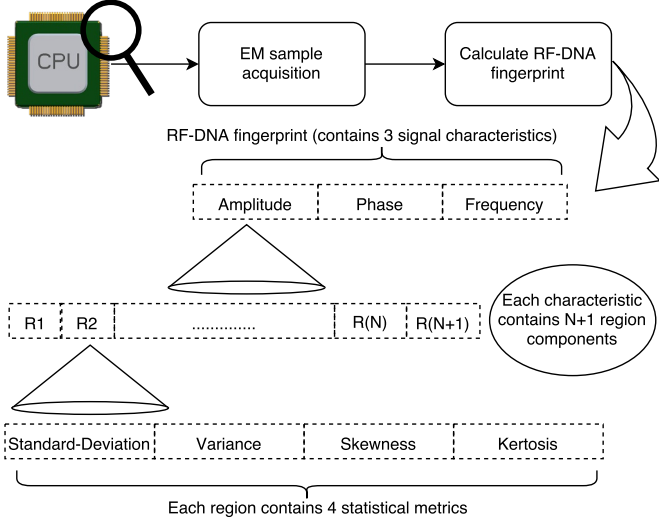 CPU
EM sample
acquisition
Calculate RF-DNA
fingerprint
RF-DNA fingerprint (contains 3 signal characteristics)
Amplitude
Phase
Frequency
R1
R2
..............
R(N)
R(N+1)
Each characteristic
contains N+1 region
components
Standard-Deviation
Variance
Skewness
Kertosis
Each region contains 4 statistical metrics